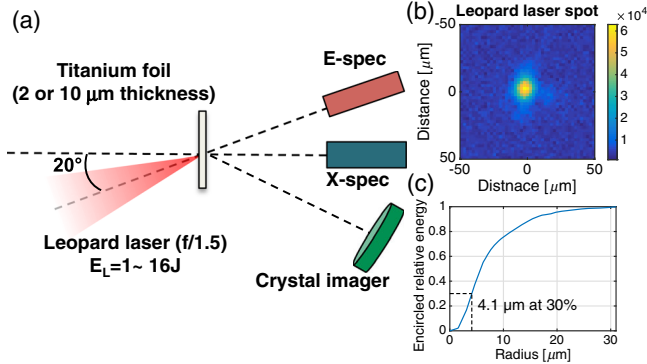 (a)
Titanium foil
(2 or 10 μm thickness)
20°
Leopard laser (f/1.5)
E_L=1~ 16J
E-spec
X-spec
Crystal imager
(b)
Leopard laser spot
× 10⁴
Distance [μm]
-50
0
50
-50
0
50
Distnace [μm]
6
5
4
3
2
1
(c)
Encircled relative energy
1
0.8
0.6
0.4
0.2
0
4.1 μm at 30%
0
10
20
30
Radius [μm]